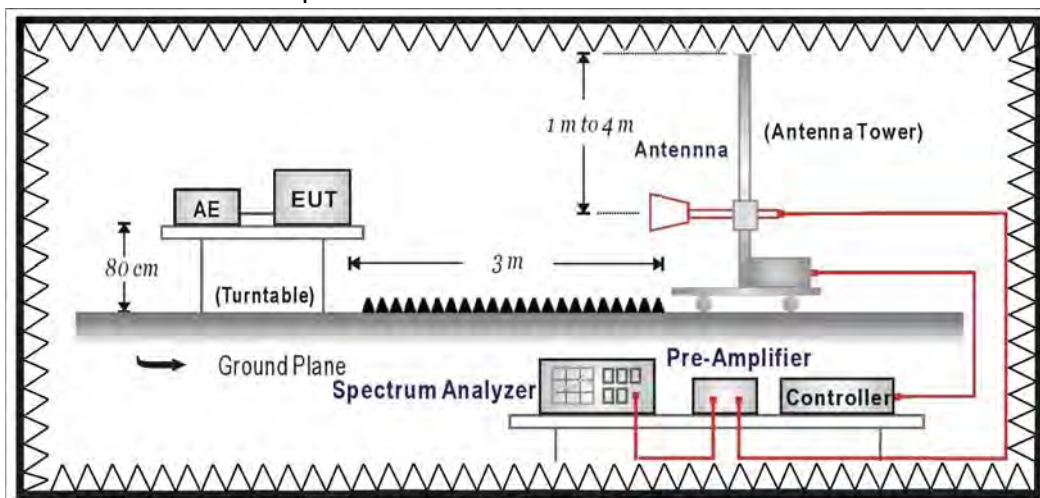 1 m to 4 m
(Antenna Tower)
Antennna
AE
EUT
80 cm
3 m
(Turntable)
Ground Plane
Pre-Amplifier
Spectrum Analyzer
Controller